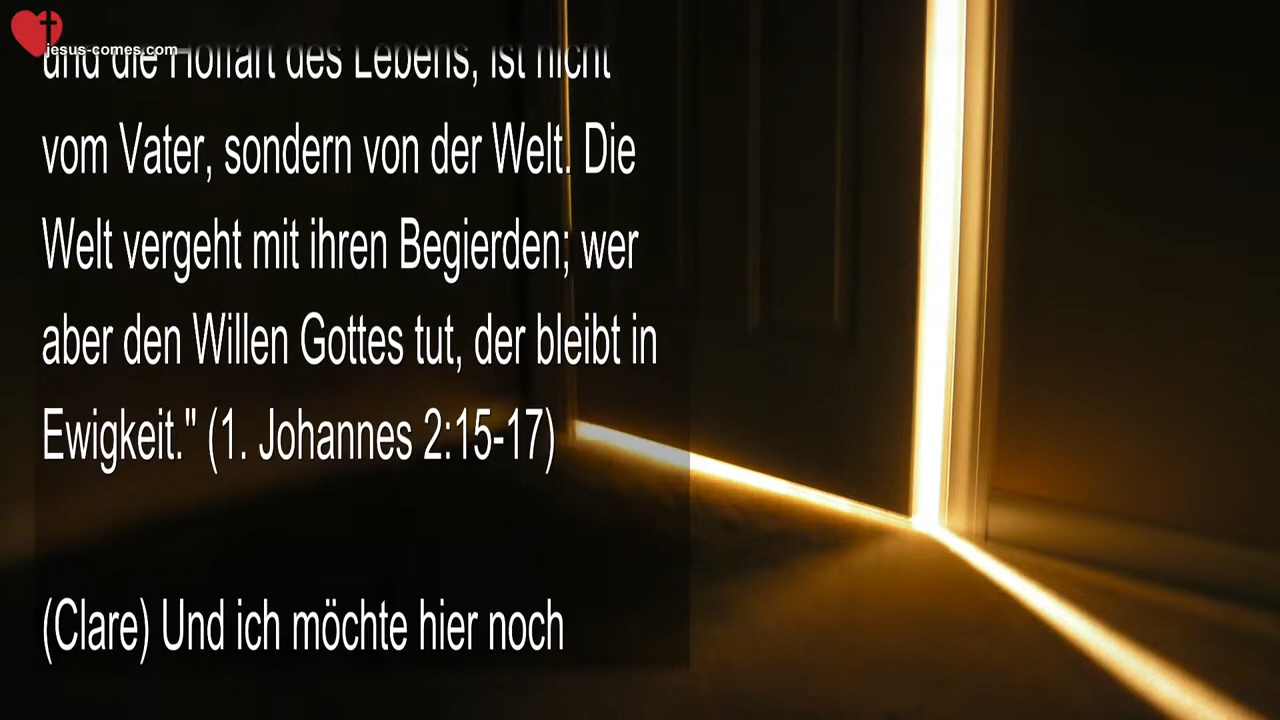 jesus-comes.com
und die Hoffart des Lebens, ist nicht
vom Vater, sondern von der Welt. Die
Welt vergeht mit ihren Begierden; wer
aber den Willen Gottes tut, der bleibt in
Ewigkeit." (1. Johannes 2:15-17)
(Clare) Und ich möchte hier noch